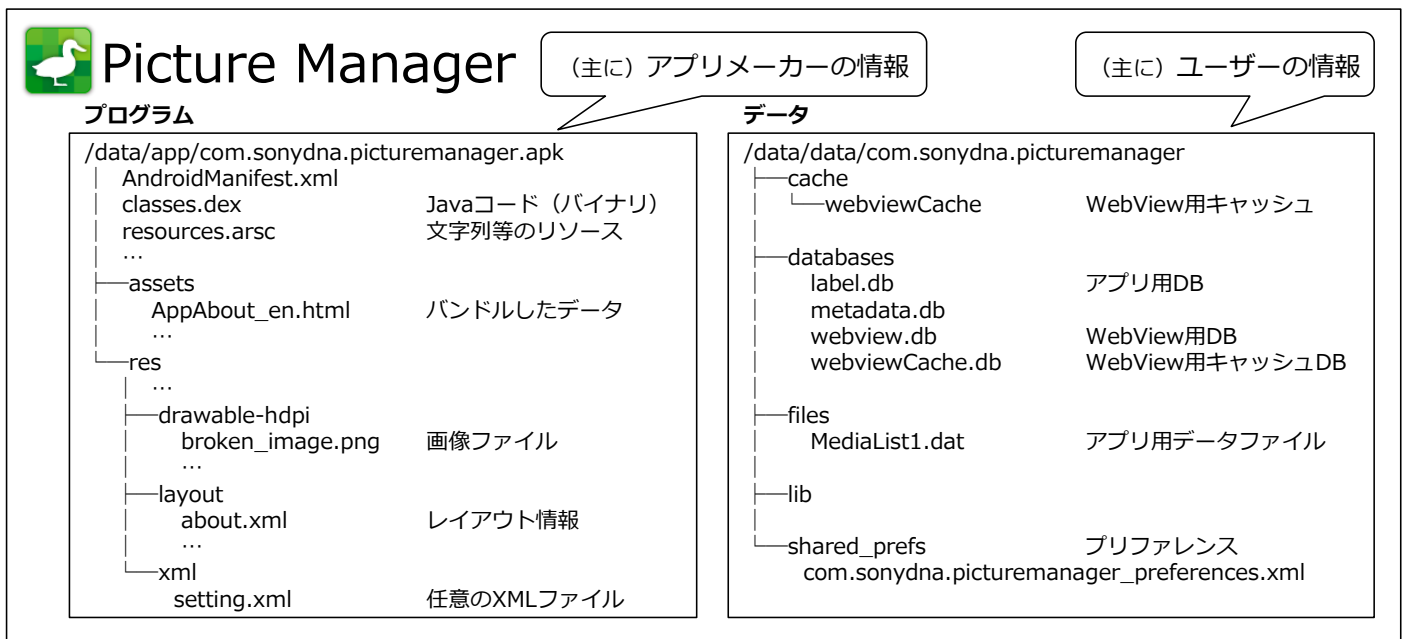 Picture Manager
（主に）アプリメーカーの情報
（主に）ユーザーの情報
プログラム
/data/app/com.sonydna.picturemanager.apk
AndroidManifest.xml
classes.dex Javaコード（バイナリ）
resources.arsc 文字列等のリソース
…
assets
AppAbout_en.html バンドルしたデータ
…
res
…
drawable-hdpi
broken_image.png 画像ファイル
…
layout
about.xml レイアウト情報
…
xml
setting.xml 任意のXMLファイル
データ
/data/data/com.sonydna.picturemanager
cache
webviewCache WebView用キャッシュ
databases
label.db アプリ用DB
metadata.db
webview.db WebView用DB
webviewCache.db WebView用キャッシュDB
files
MediaList1.dat アプリ用データファイル
lib
shared_prefs プリファレンス
com.sonydna.picturemanager_preferences.xml